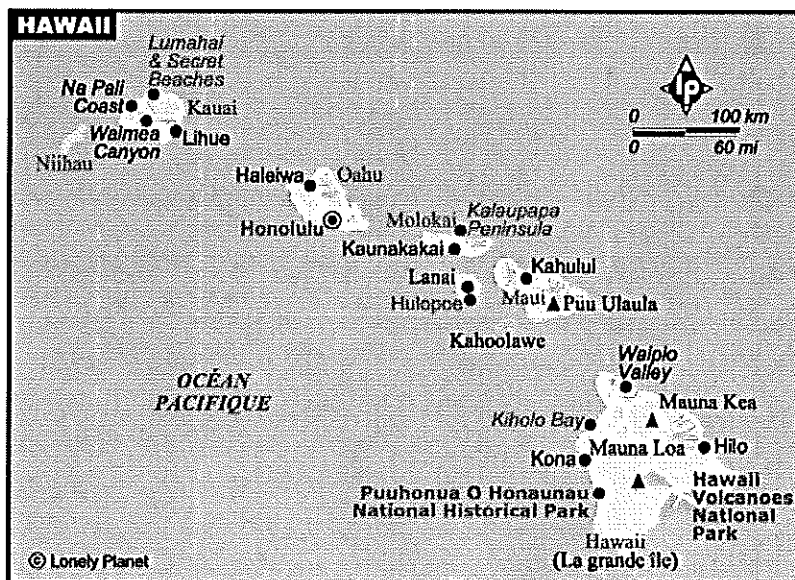 HAWAII
Lumahai
& Secret
Beaches
Na Pali
Coast
Kauai
Waimea
Canyon
Lihue
Niihau
lp
0 100 km
0 60 mi
Haleiwa
Oahu
Honolulu
Molokai
Kalaupapa
Peninsula
Kaunakakai
Lanai
Hulopoe
Kahului
Maui
Puu Ulaula
Kahoolawe
OCÉAN
PACIFIQUE
Waipio
Valley
Mauna Kea
Kiholo Bay
Mauna Loa
Hilo
Kona
Puuhonua O Honaunau
National Historical Park
Hawaii
Volcanoes
National
Park
Hawaii
(La grande île)
© Lonely Planet